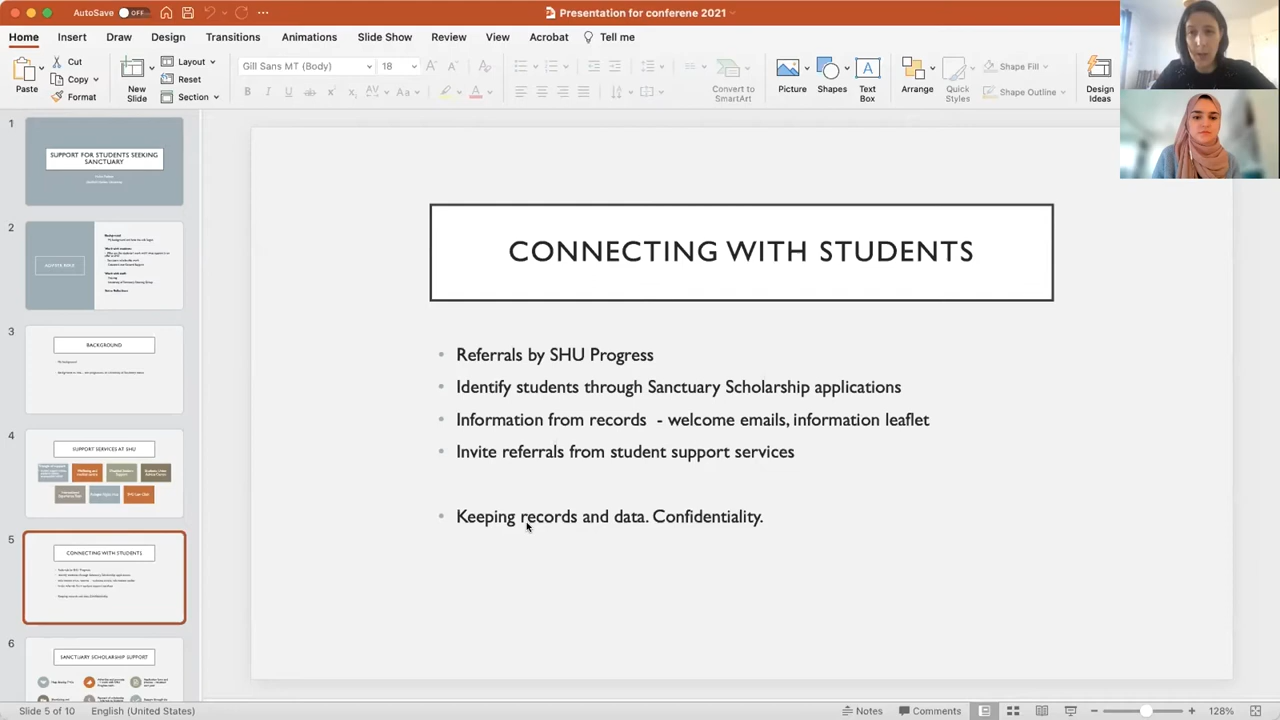 AutoSave OFF
Presentation for conferene 2021
Home Insert Draw Design Transitions Animations Slide Show Review View Acrobat Tell me
Paste
Cut
Copy
Format
New Slide
Layout
Reset
Section
Gill Sans MT (Body) 18
Convert to SmartArt
Picture
Shapes
Text Box
Arrange
Quick Styles
Shape Fill
Shape Outline
Design Ideas
1
SUPPORT FOR STUDENTS SEEKING
SANCTUARY
2
Background
3
BACKGROUND
4
SUPPORT SERVICES AT SHU
5
CONNECTING WITH STUDENTS
6
SANCTUARY SCHOLARSHIP SUPPORT
CONNECTING WITH STUDENTS
• Referrals by SHU Progress
• Identify students through Sanctuary Scholarship applications
• Information from records - welcome emails, information leaflet
• Invite referrals from student support services
• Keeping records and data. Confidentiality.
Slide 5 of 10 English (United States) Notes Comments 128%